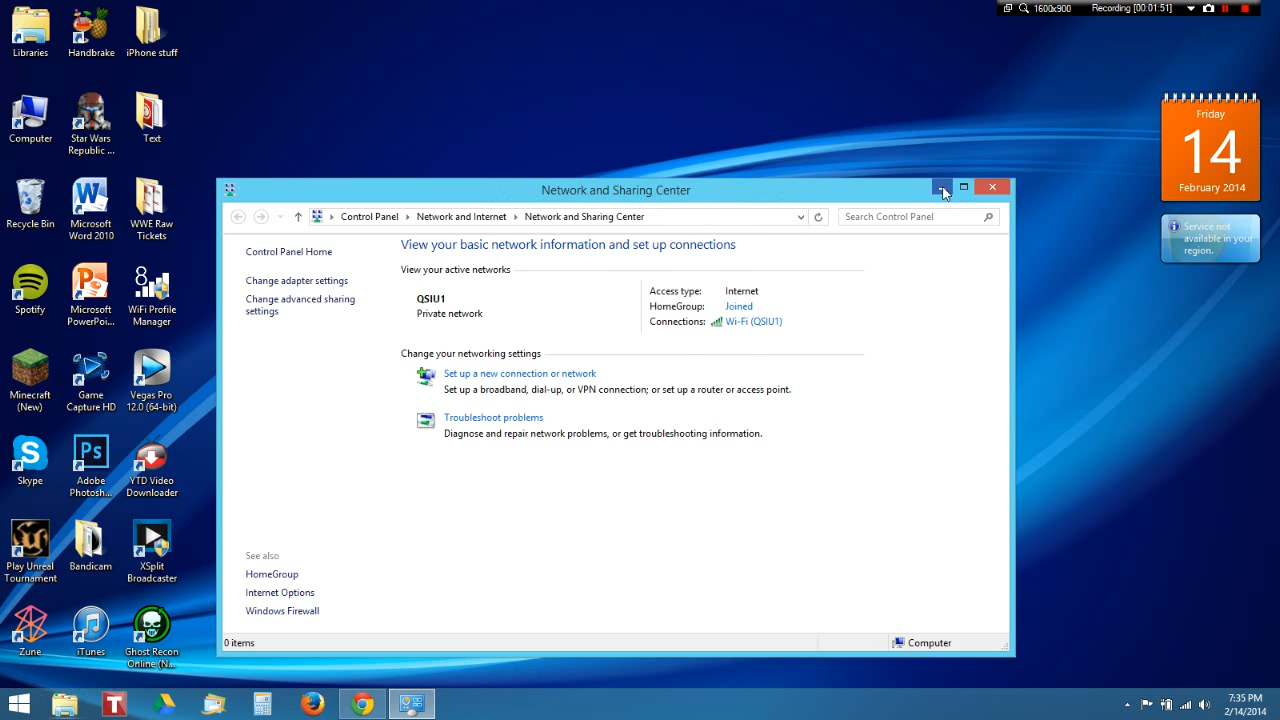 1600x900
Recording [00:01:51]
Libraries
Handbrake
iPhone stuff
Computer
Star Wars
Republic ...
Text
Recycle Bin
Microsoft
Word 2010
WWE Raw
Tickets
Spotify
Microsoft
PowerPoi...
8
WiFi Profile
Manager
Minecraft
(New)
Game
Capture HD
Vegas Pro
12.0 (64-bit)
Skype
Ps
Adobe
Photosh...
YTD Video
Downloader
Play Unreal
Tournament
Bandicam
XSplit
Broadcaster
Zune
iTunes
Ghost Recon
Online (N...
Friday
14
February 2014
Service not
available in your
region.
Network and Sharing Center
Control Panel
Network and Internet
Network and Sharing Center
Search Control Panel
Control Panel Home
Change adapter settings
Change advanced sharing
settings
View your basic network information and set up connections
View your active networks
QSIU1
Private network
Access type: Internet
HomeGroup: Joined
Connections: Wi-Fi (QSIU1)
Change your networking settings
Set up a new connection or network
Set up a broadband, dial-up, or VPN connection; or set up a router or access point.
Troubleshoot problems
Diagnose and repair network problems, or get troubleshooting information.
See also
HomeGroup
Internet Options
Windows Firewall
0 items
Computer
7:35 PM
2/14/2014